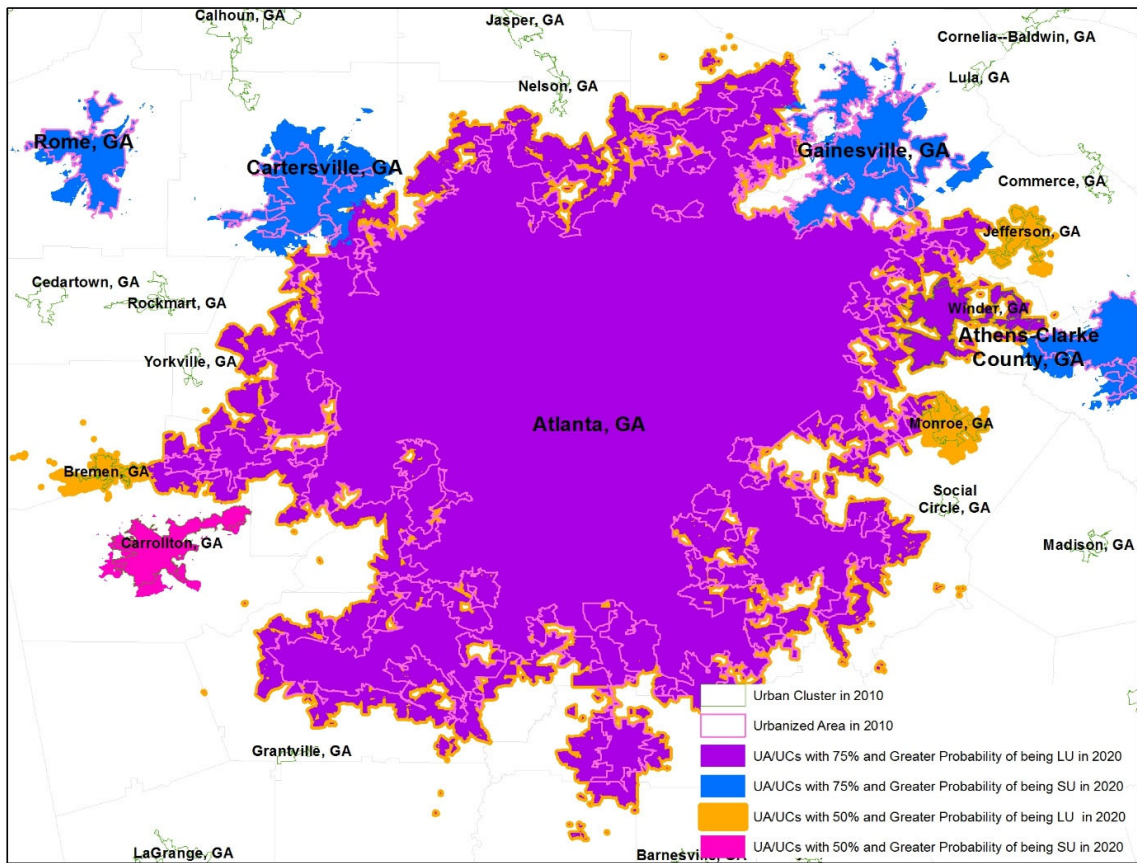 Calhoun, GA
Jasper, GA
Cornelia--Baldwin, GA
Nelson, GA
Lula, GA
Rome, GA
Cartersville, GA
Gainesville, GA
Commerce, GA
Jefferson, GA
Cedartown, GA
Rockmart, GA
Winder, GA
Athens-Clarke
County, GA
Yorkville, GA
Atlanta, GA
Monroe, GA
Bremen, GA
Social
Circle, GA
Carrollton, GA
Madison, GA
Grantville, GA
LaGrange, GA
Barnesville, GA
Urban Cluster in 2010
Urbanized Area in 2010
UA/UCs with 75% and Greater Probability of being LU in 2020
UA/UCs with 75% and Greater Probability of being SU in 2020
UA/UCs with 50% and Greater Probability of being LU in 2020
UA/UCs with 50% and Greater Probability of being SU in 2020